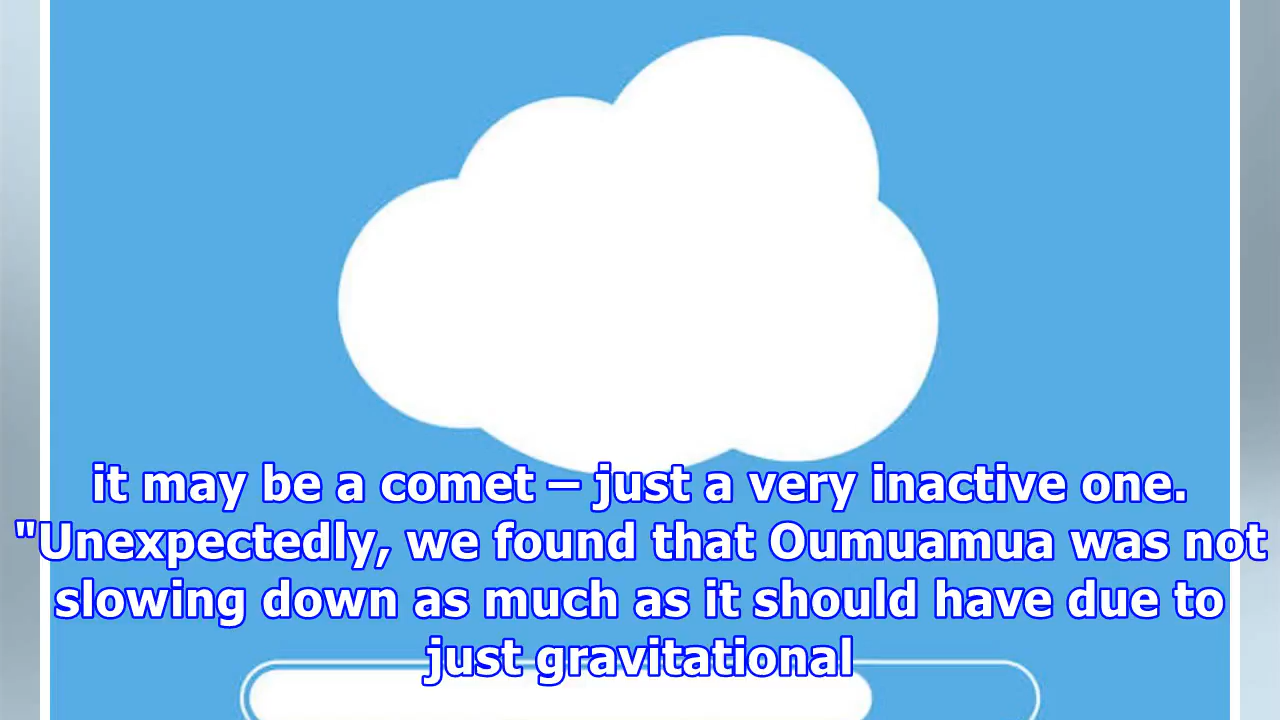 it may be a comet – just a very inactive one.
"Unexpectedly, we found that Oumuamua was not
slowing down as much as it should have due to
just gravitational